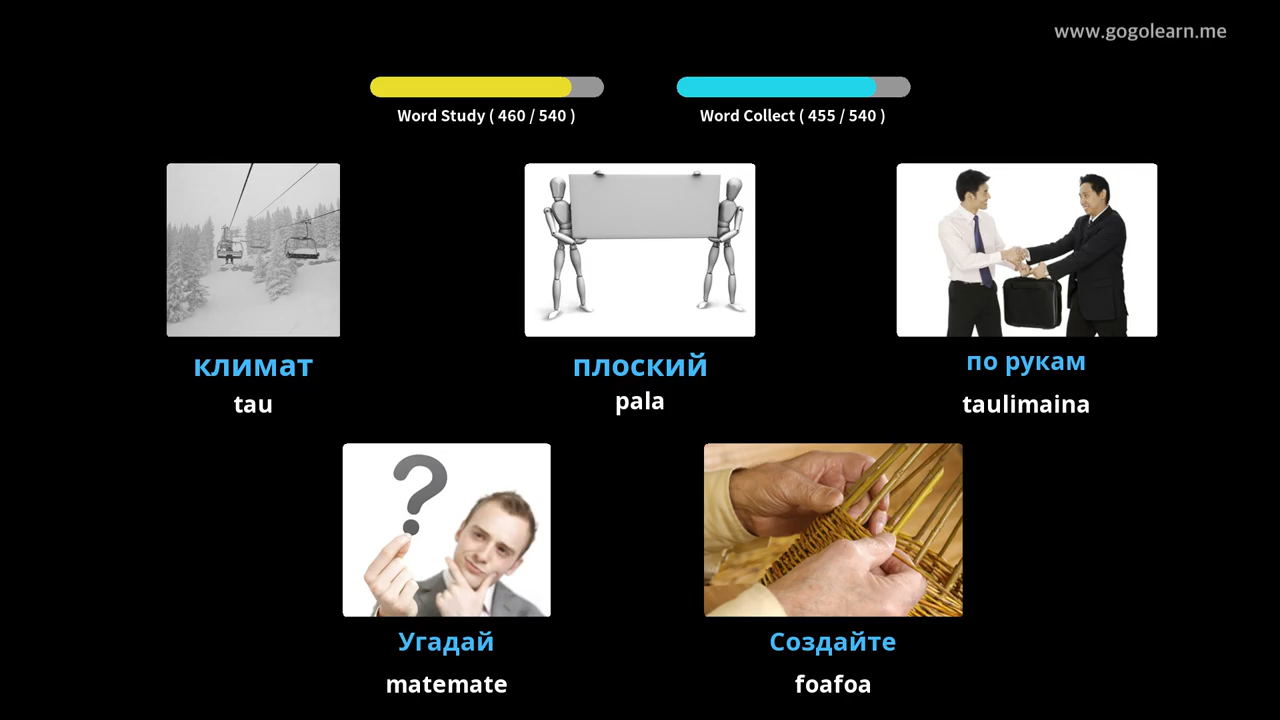 www.gogolearn.me
Word Study ( 460 / 540 )
Word Collect ( 455 / 540 )
климат
tau
плоский
pala
по рукам
taulimaina
Угадай
matemate
Создайте
foafoa